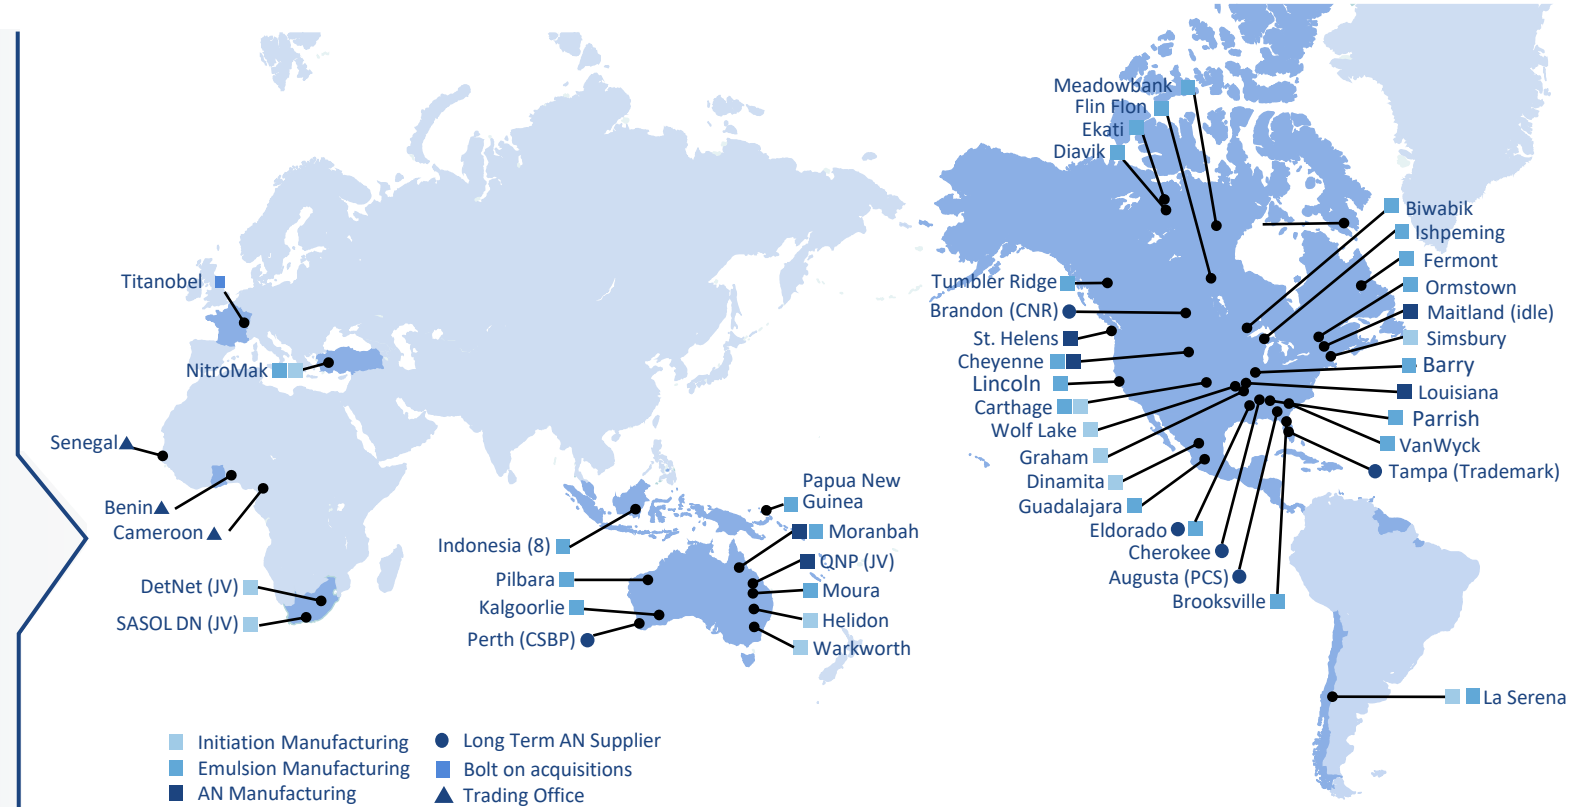 Titanobel
NitroMak
Senegal
Benin
Cameroon
DetNet (JV)
SASOL DN (JV)
Indonesia (8)
Pilbara
Kalgoorlie
Perth (CSBP)
Papua New
Guinea
Moranbah
QNP (JV)
Moura
Helidon
Warkworth
Meadowbank
Flin Flon
Ekati
Diavik
Tumbler Ridge
Brandon (CNR)
St. Helens
Cheyenne
Lincoln
Carthage
Wolf Lake
Graham
Dinamita
Guadalajara
Eldorado
Cherokee
Augusta (PCS)
Brooksville
Biwabik
Ishpeming
Fermont
Ormstown
Maitland (idle)
Simsbury
Barry
Louisiana
Parrish
VanWyck
Tampa (Trademark)
La Serena
Initiation Manufacturing
Emulsion Manufacturing
AN Manufacturing
Long Term AN Supplier
Bolt on acquisitions
Trading Office